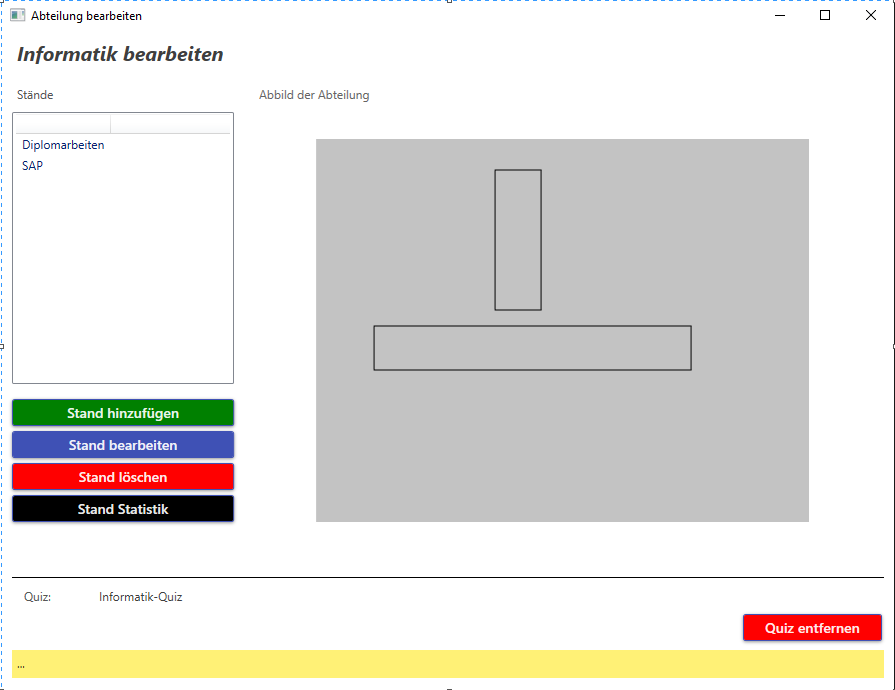 Abteilung bearbeiten
Informatik bearbeiten
Stände
Abbild der Abteilung
Diplomarbeiten
SAP
Stand hinzufügen
Stand bearbeiten
Stand löschen
Stand Statistik
Quiz:
Informatik-Quiz
Quiz entfernen
...